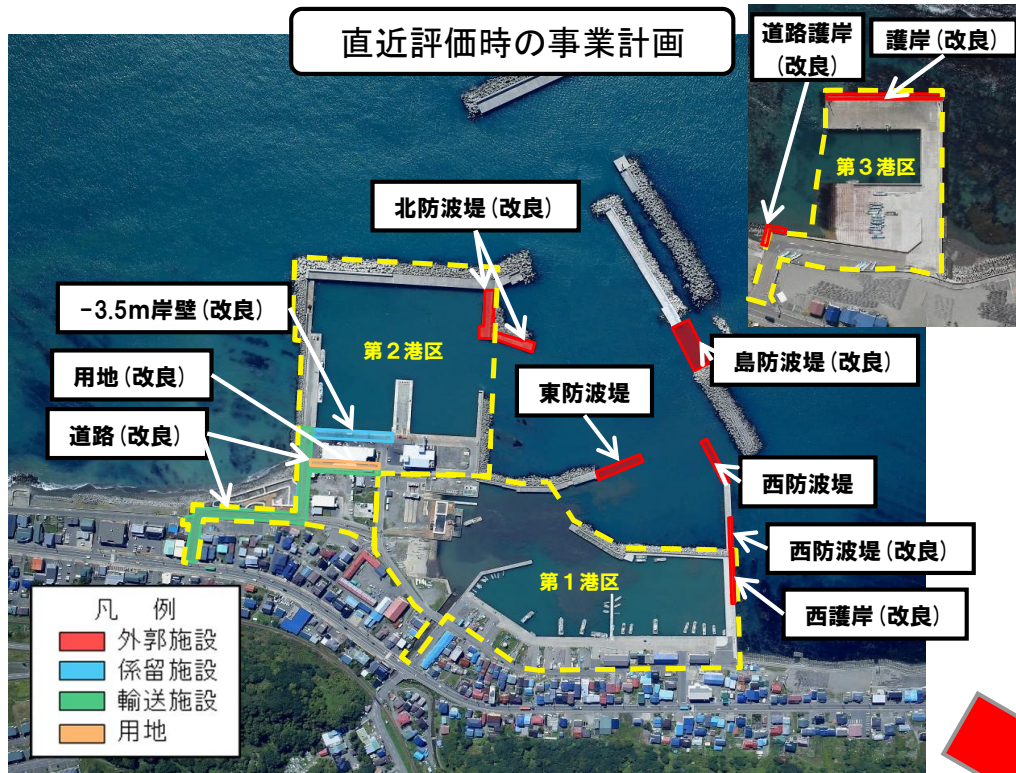 直近評価時の事業計画
道路護岸
(改良)
護岸(改良)
第3港区
北防波堤(改良)
-3.5m岸壁(改良)
第2港区
島防波堤(改良)
用地(改良)
東防波堤
道路(改良)
西防波堤
西防波堤(改良)
第1港区
西護岸(改良)
凡 例
外郭施設
係留施設
輸送施設
用地